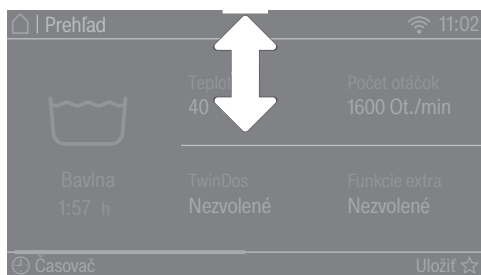 Prehľad
11:02
Teplot
40
Počet otáčok
1600 Ot./min
Bavlna
1:57 h
TwinDos
Nezvolené
Funkcie extra
Nezvolené
Časovač
Uložiť